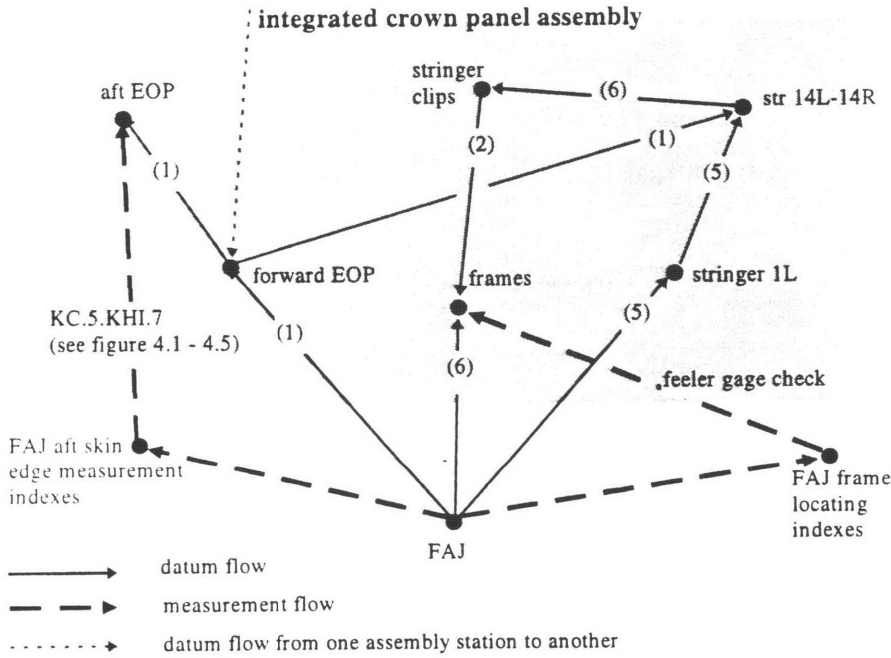 integrated crown panel assembly
aft EOP
stringer
clips
(6)
str 14L-14R
(1)
(2)
(1)
(5)
forward EOP
frames
stringer 1L
KC.5.KHI.7
(see figure 4.1 - 4.5)
(1)
(5)
(6)
feeler gage check
FAJ aft skin
edge measurement
indexes
FAJ frame
locating
indexes
FAJ
datum flow
measurement flow
datum flow from one assembly station to another